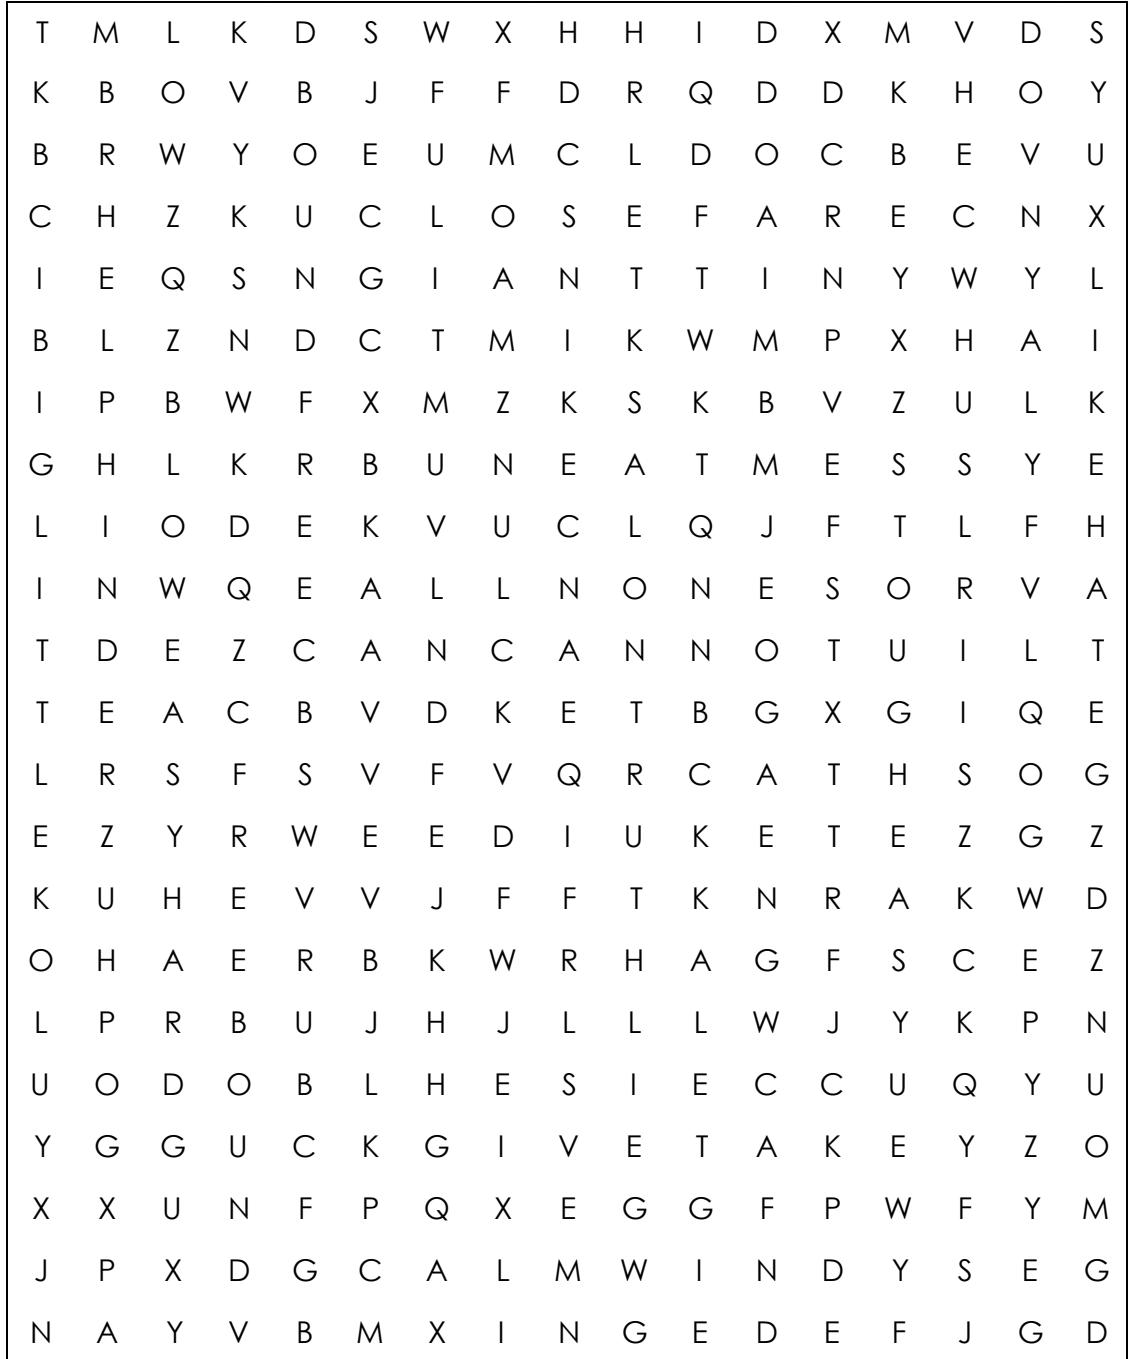 T M L K D S W X H H I D X M V D S
K B O V B J F F D R Q D D K H O Y
B R W Y O E U M C L D O C B E V U
C H Z K U C L O S E F A R E C N X
I E Q S N G I A N T T I N Y W Y L
B L Z N D C T M I K W M P X H A I
I P B W F X M Z K S K B V Z U L K
G H L K R B U N E A T M E S S Y E
L I O D E K V U C L Q J F T L F H
I N W Q E A L L N O N E S O R V A
T D E Z C A N C A N N O T U I L T
T E A C B V D K E T B G X G I Q E
L R S F S V F V Q R C A T H S O G
E Z Y R W E E D I U K E T E Z G Z
K U H E V V J F F T K N R A K W D
O H A E R B K W R H A G F S C E Z
L P R B U J H J L L L W J Y K P N
U O D O B L H E S I E C C U Q Y U
Y G G U C K G I V E T A K E Y Z O
X X U N F P Q X E G G F P W F Y M
J P X D G C A L M W I N D Y S E G
N A Y V B M X I N G E D E F J G D